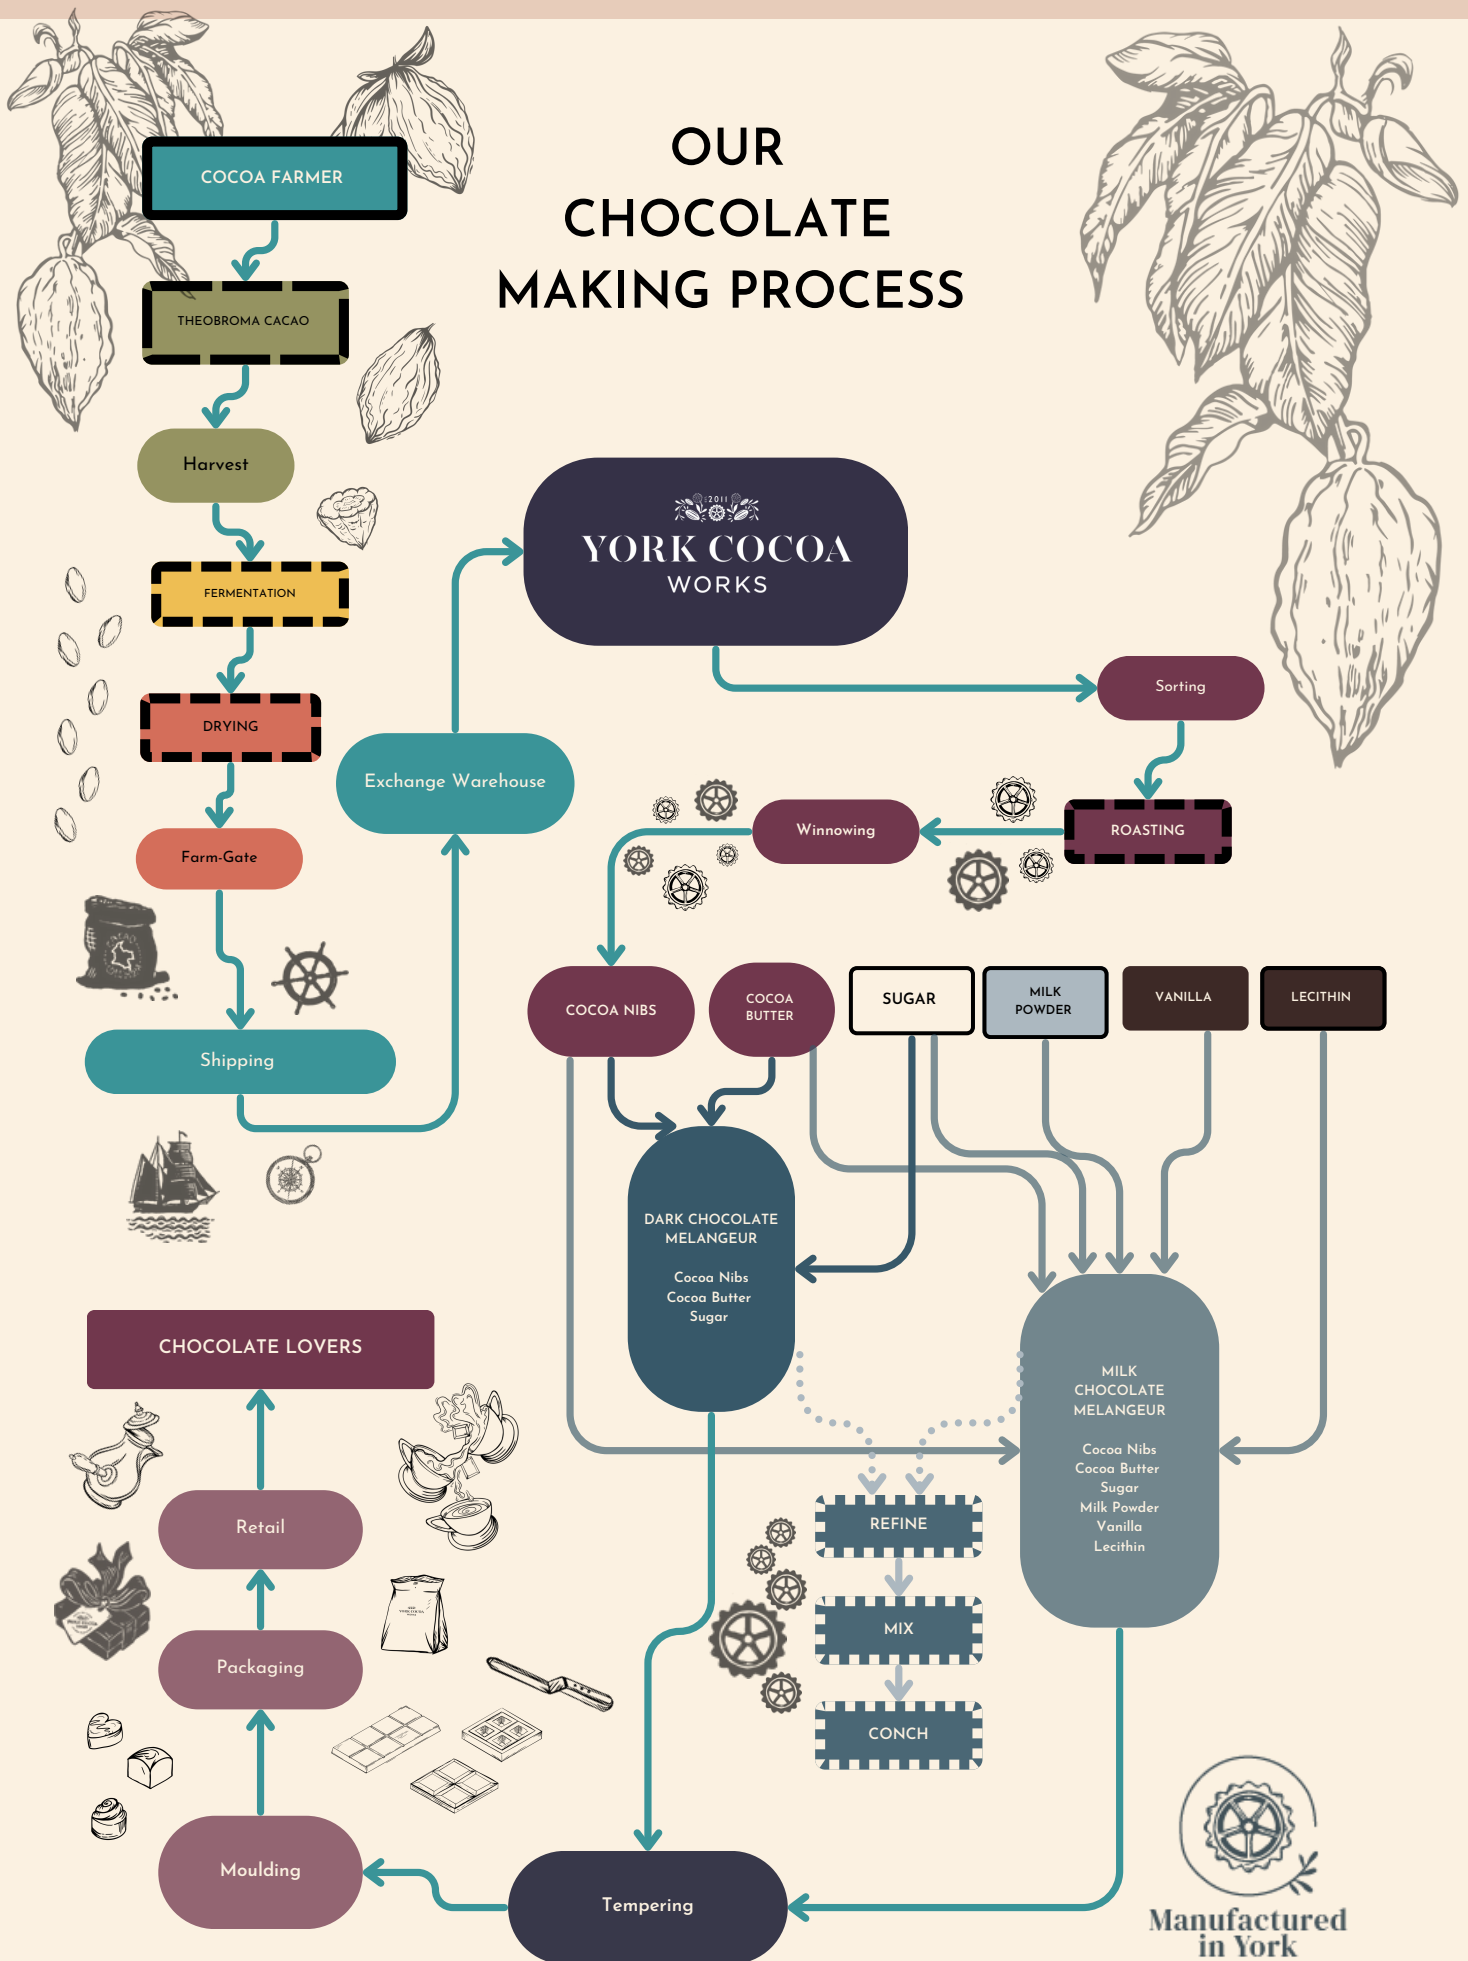 OUR
CHOCOLATE
MAKING PROCESS
COCOA FARMER
THEOBROMA CACAO
Harvest
FERMENTATION
DRYING
Farm-Gate
Shipping
Exchange Warehouse
2011
YORK COCOA
WORKS
Sorting
ROASTING
Winnowing
COCOA NIBS
COCOA
BUTTER
SUGAR
MILK
POWDER
VANILLA
LECITHIN
DARK CHOCOLATE
MELANGEUR
Cocoa Nibs
Cocoa Butter
Sugar
MILK
CHOCOLATE
MELANGEUR
Cocoa Nibs
Cocoa Butter
Sugar
Milk Powder
Vanilla
Lecithin
REFINE
MIX
CONCH
Tempering
Moulding
Packaging
Retail
CHOCOLATE LOVERS
Manufactured
in York